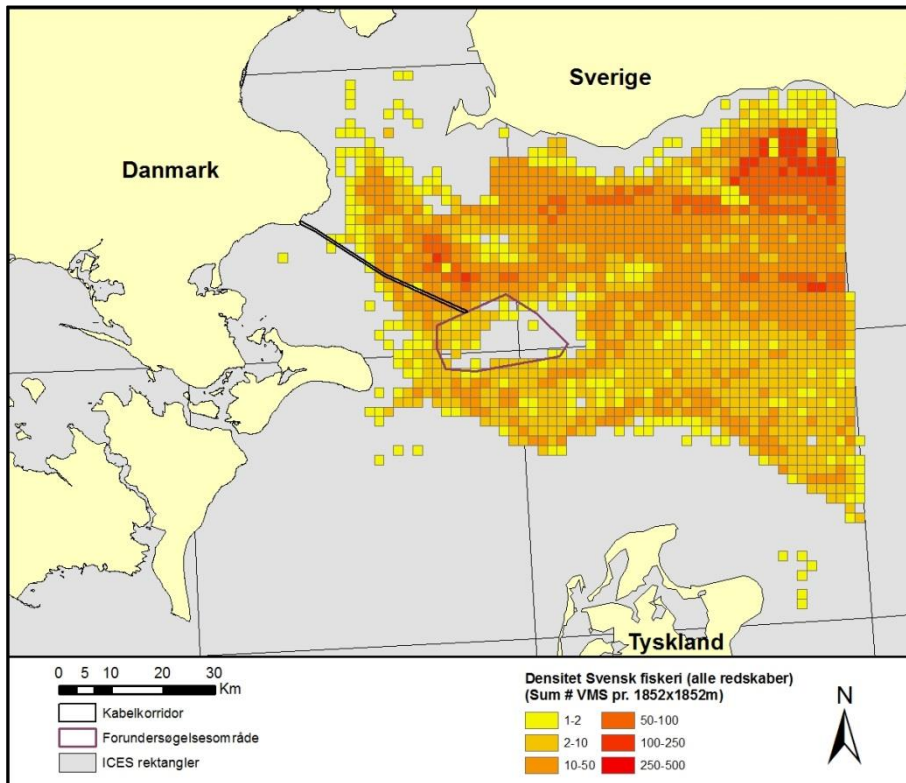 Sverige
Danmark
Tyskland
0 5 10 20 30
Km
Kabelkorridor
Forundersøgelsesområde
ICES rektangler
Densitet Svensk fiskeri (alle redskaber)
(Sum # VMS pr. 1852x1852m)
1-2
2-10
10-50
50-100
100-250
250-500
N